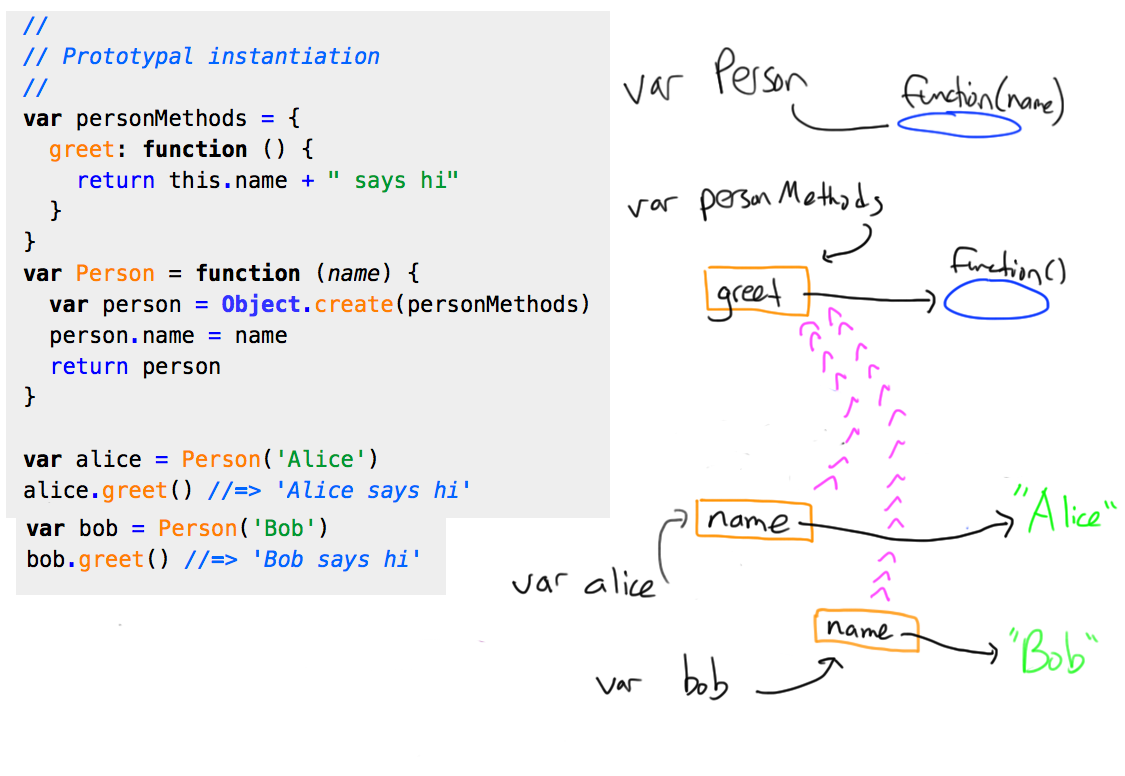 //
// Prototypal instantiation
//
var personMethods = {
  greet: function () {
    return this.name + " says hi"
  }
}
var Person = function (name) {
  var person = Object.create(personMethods)
  person.name = name
  return person
}
var alice = Person('Alice')
alice.greet() //=> 'Alice says hi'
var bob = Person('Bob')
bob.greet() //=> 'Bob says hi'
var Person
function(name)
var personMethods
function()
greet
name
"Alice"
var alice
name
"Bob"
var bob